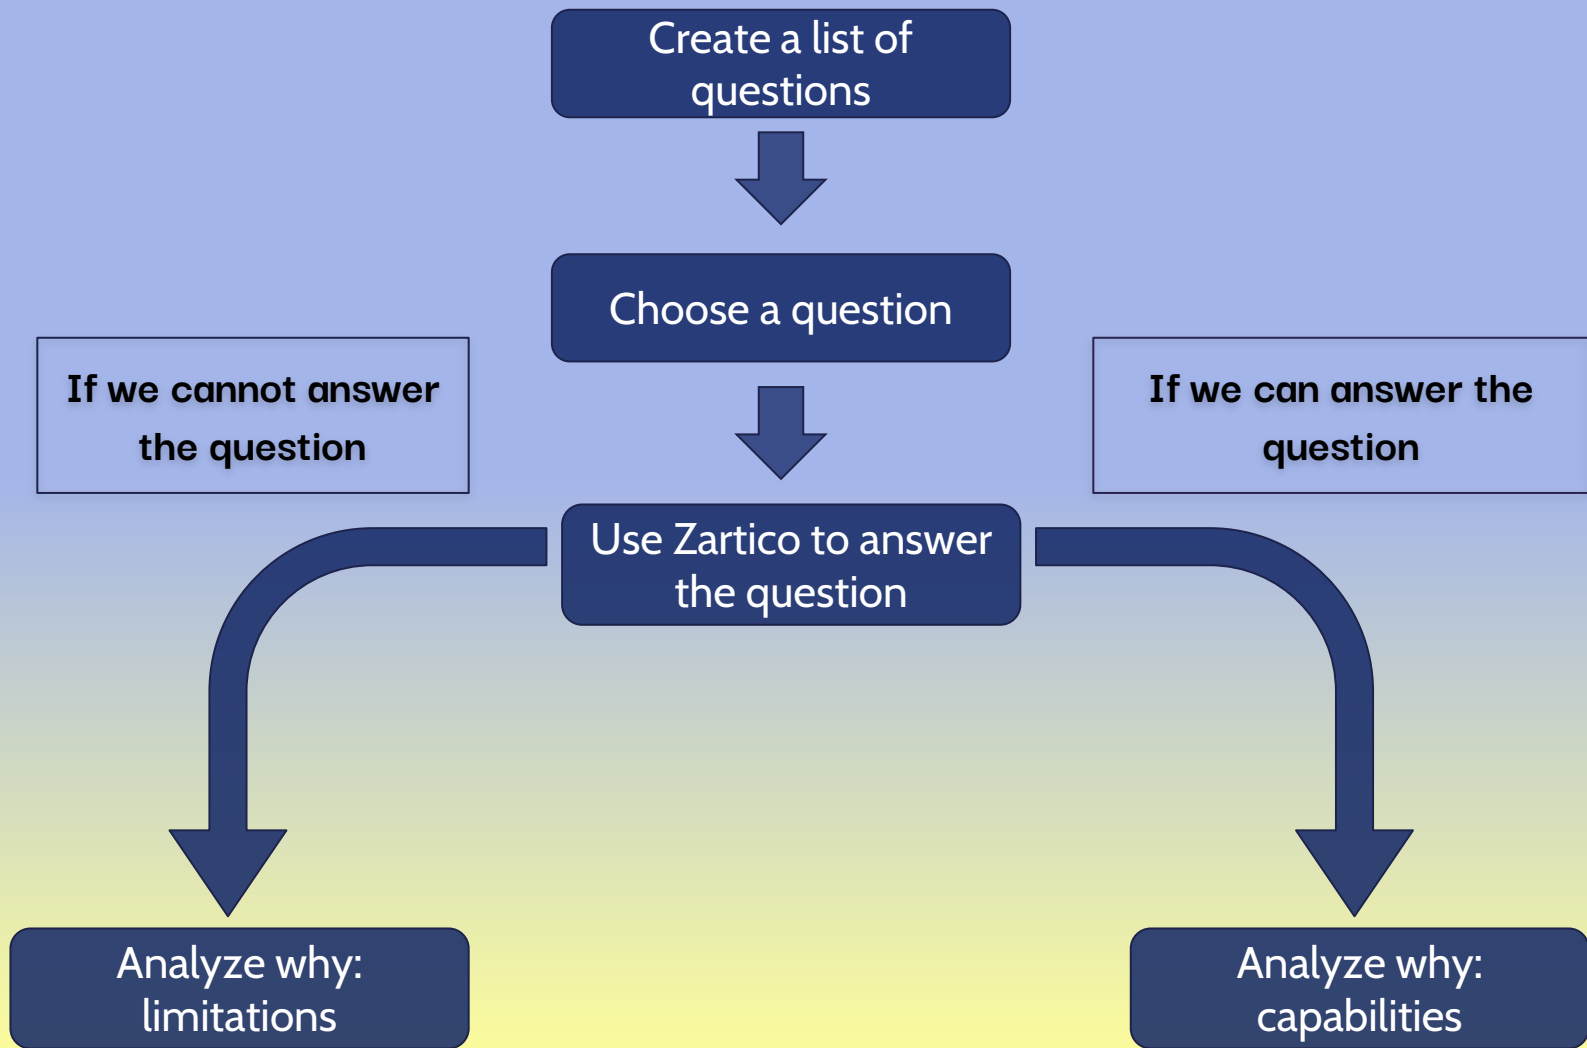 Create a list of
questions
Choose a question
If we cannot answer
the question
If we can answer the
question
Use Zartico to answer
the question
Analyze why:
limitations
Analyze why:
capabilities